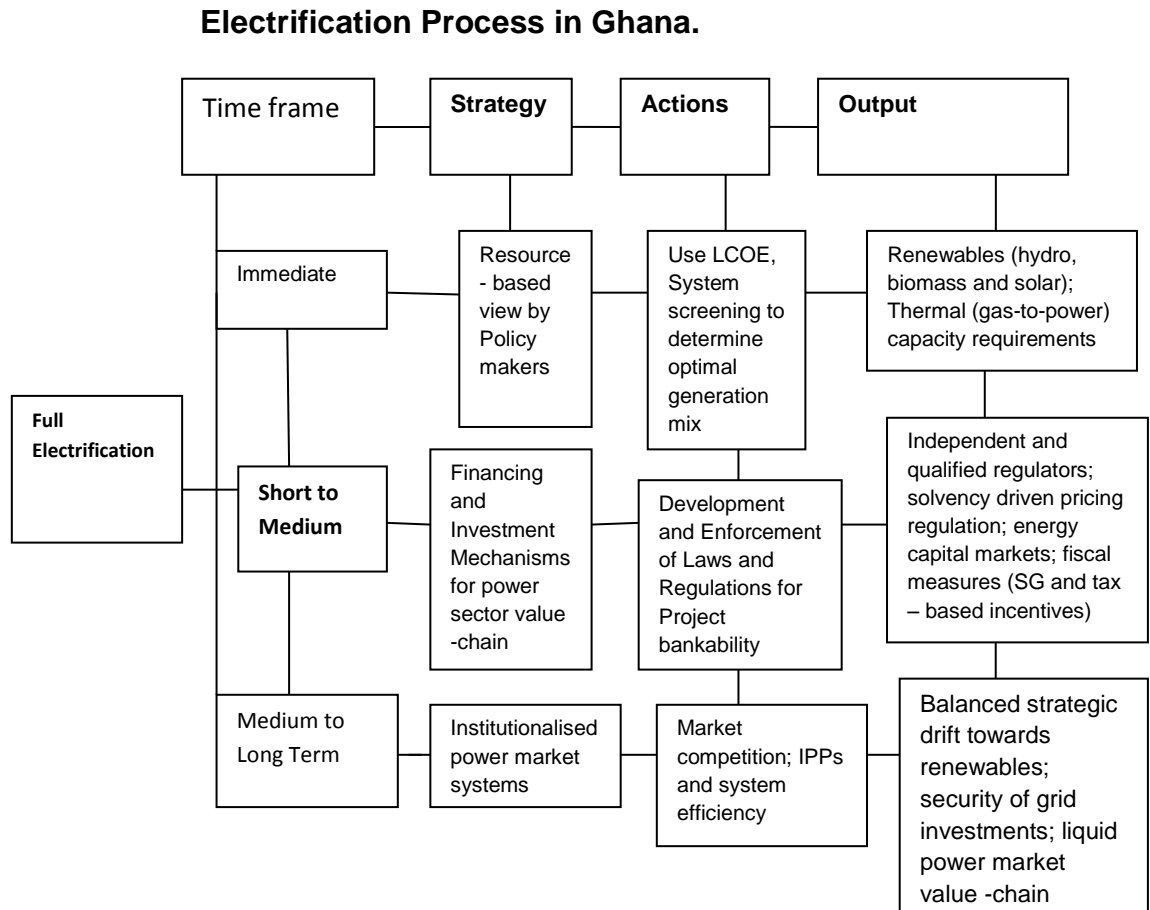 Electrification Process in Ghana.
Time frame
Strategy
Actions
Output
Immediate
Resource
- based
view by
Policy
makers
Use LCOE,
System
screening to
determine
optimal
generation
mix
Renewables (hydro,
biomass and solar);
Thermal (gas-to-power)
capacity requirements
Full
Electrification
Short to
Medium
Financing
and
Investment
Mechanisms
for power
sector value
-chain
Development
and Enforcement
of Laws and
Regulations for
Project
bankability
Independent and
qualified regulators;
solvency driven pricing
regulation; energy
capital markets; fiscal
measures (SG and tax
– based incentives)
Medium to
Long Term
Institutionalised
power market
systems
Market
competition; IPPs
and system
efficiency
Balanced strategic
drift towards
renewables;
security of grid
investments; liquid
power market
value -chain